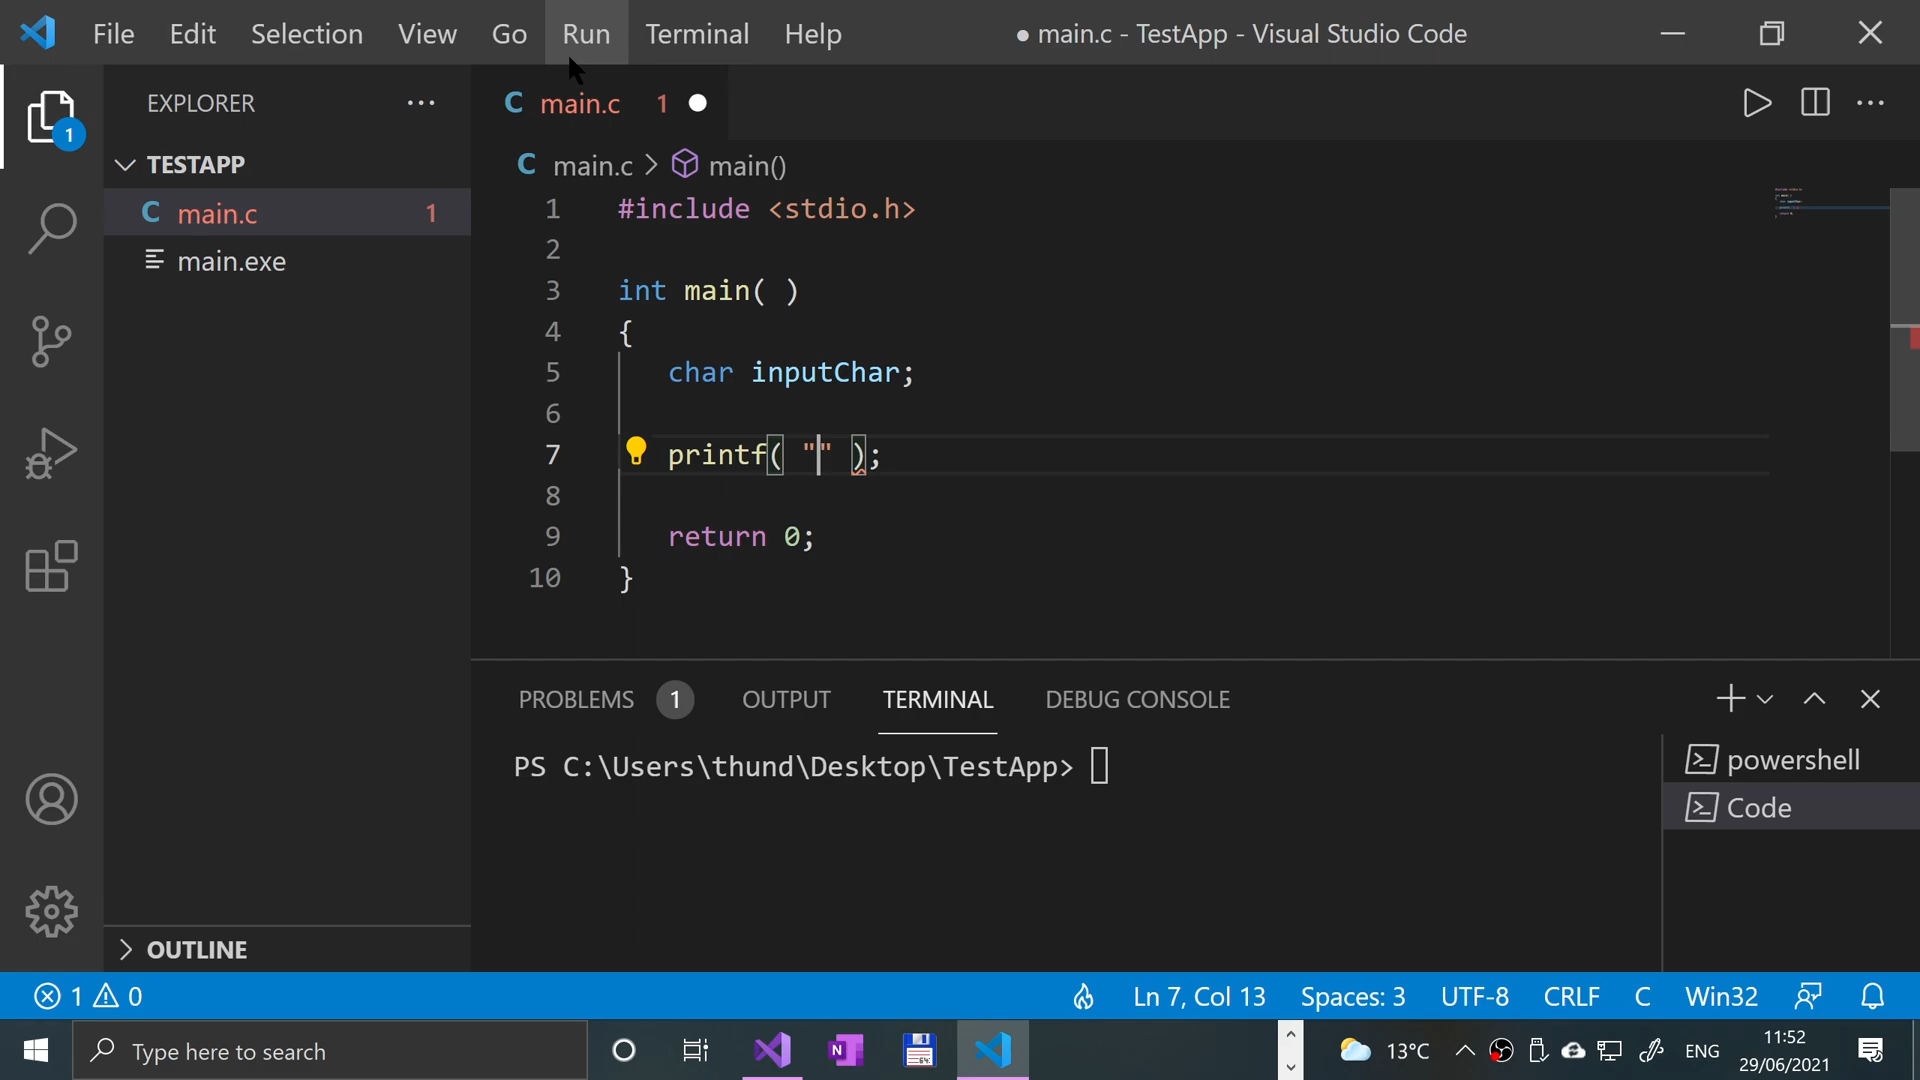 File Edit Selection View Go Run Terminal Help ● main.c - TestApp - Visual Studio Code
EXPLORER ···
C main.c 1 ●
1
TESTAPP
C main.c > main()
C main.c 1
main.exe
1 #include <stdio.h>
2
3 int main( )
4 {
5 char inputChar;
6
7 printf( "" );
8
9 return 0;
10 }
PROBLEMS 1 OUTPUT TERMINAL DEBUG CONSOLE
PS C:\Users\thund\Desktop\TestApp>
powershell
Code
OUTLINE
1 0 Ln 7, Col 13 Spaces: 3 UTF-8 CRLF C Win32
Type here to search
N
64
13°C ENG 11:52
29/06/2021